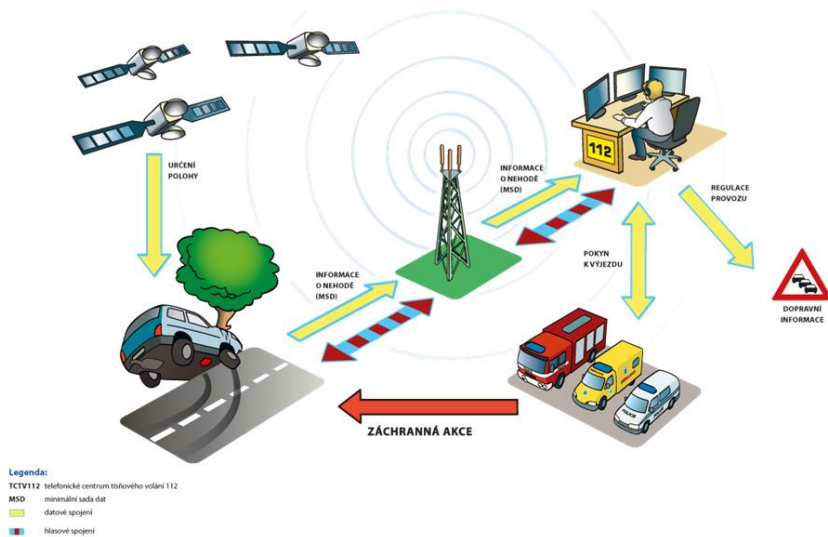 URČENÍ
POLOHY
INFORMACE
O NEHODĚ
(MSD)
112
REGULACE
PROVOZU
INFORMACE
O NEHODĚ
(MSD)
POKYN
K VÝJEZDU
DOPRAVNÍ
INFORMACE
POLICIE
ZÁCHRANNÁ AKCE
Legenda:
TCTV112 telefonické centrum tísňového volání 112
MSD minimální sada dat
datové spojení
hlasové spojení